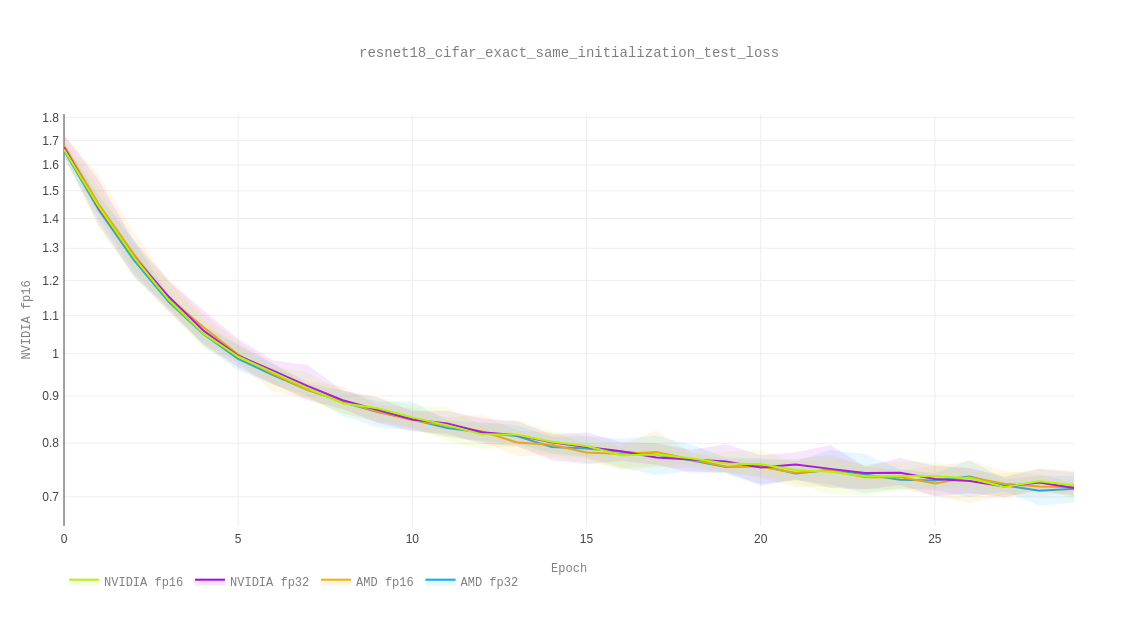 resnet18_cifar_exact_same_initialization_test_loss
1.8
1.7
1.6
1.5
1.4
1.3
1.2
1.1
1
0.9
0.8
0.7
NVIDIA fp16
0 5 10 15 20 25
Epoch
NVIDIA fp16 NVIDIA fp32 AMD fp16 AMD fp32